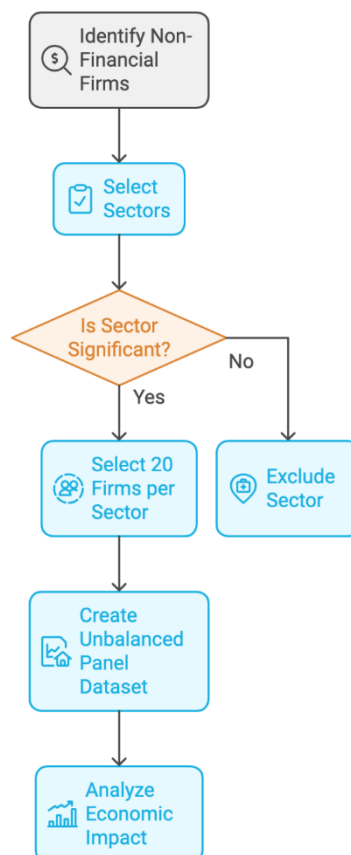 Identify Non-
Financial
Firms
Select
Sectors
Is Sector
Significant?
No
Yes
Select 20
Firms per
Sector
Exclude
Sector
Create
Unbalanced
Panel
Dataset
Analyze
Economic
Impact